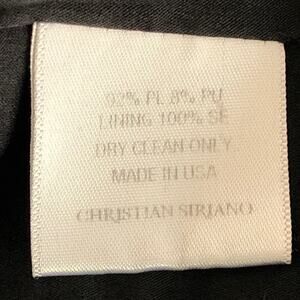 92% PL 8% PU
LINING 100% SE
DRY CLEAN ONLY
MADE IN USA
CHRISTIAN SIRIANO